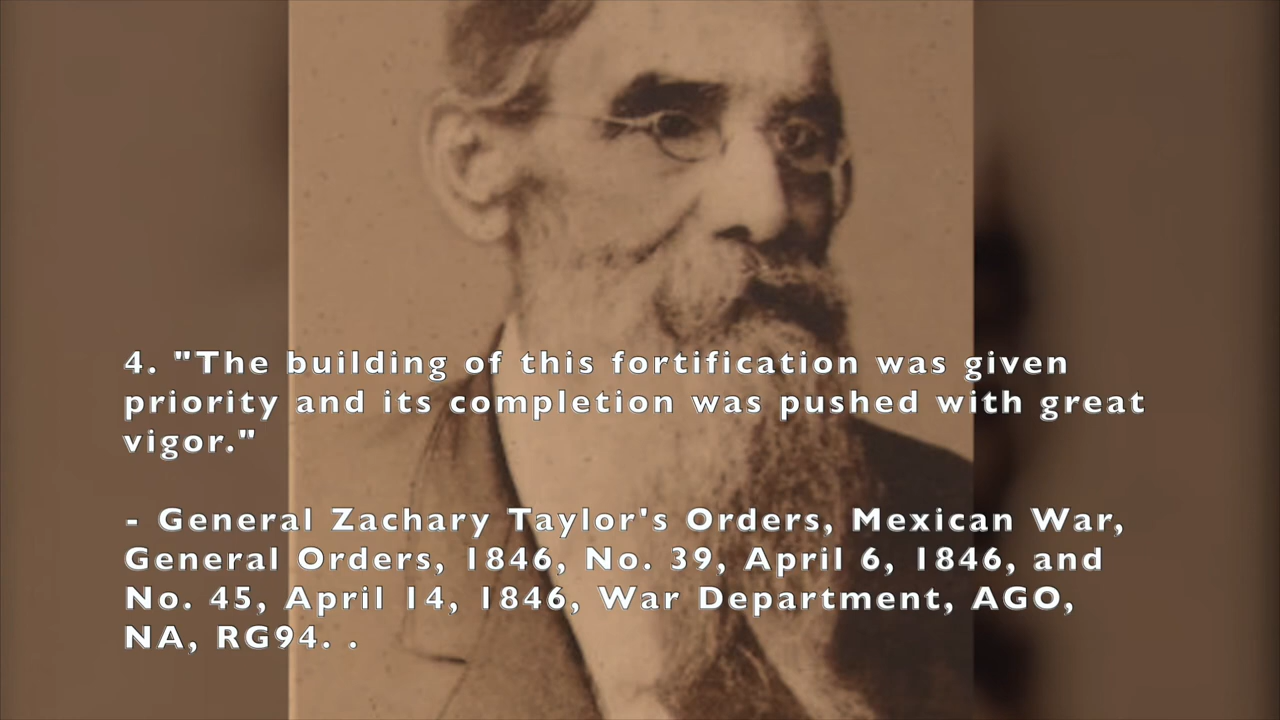 4. "The building of this fortification was given
priority and its completion was pushed with great
vigor."
- General Zachary Taylor's Orders, Mexican War,
General Orders, 1846, No. 39, April 6, 1846, and
No. 45, April 14, 1846, War Department, AGO,
NA, RG94. .